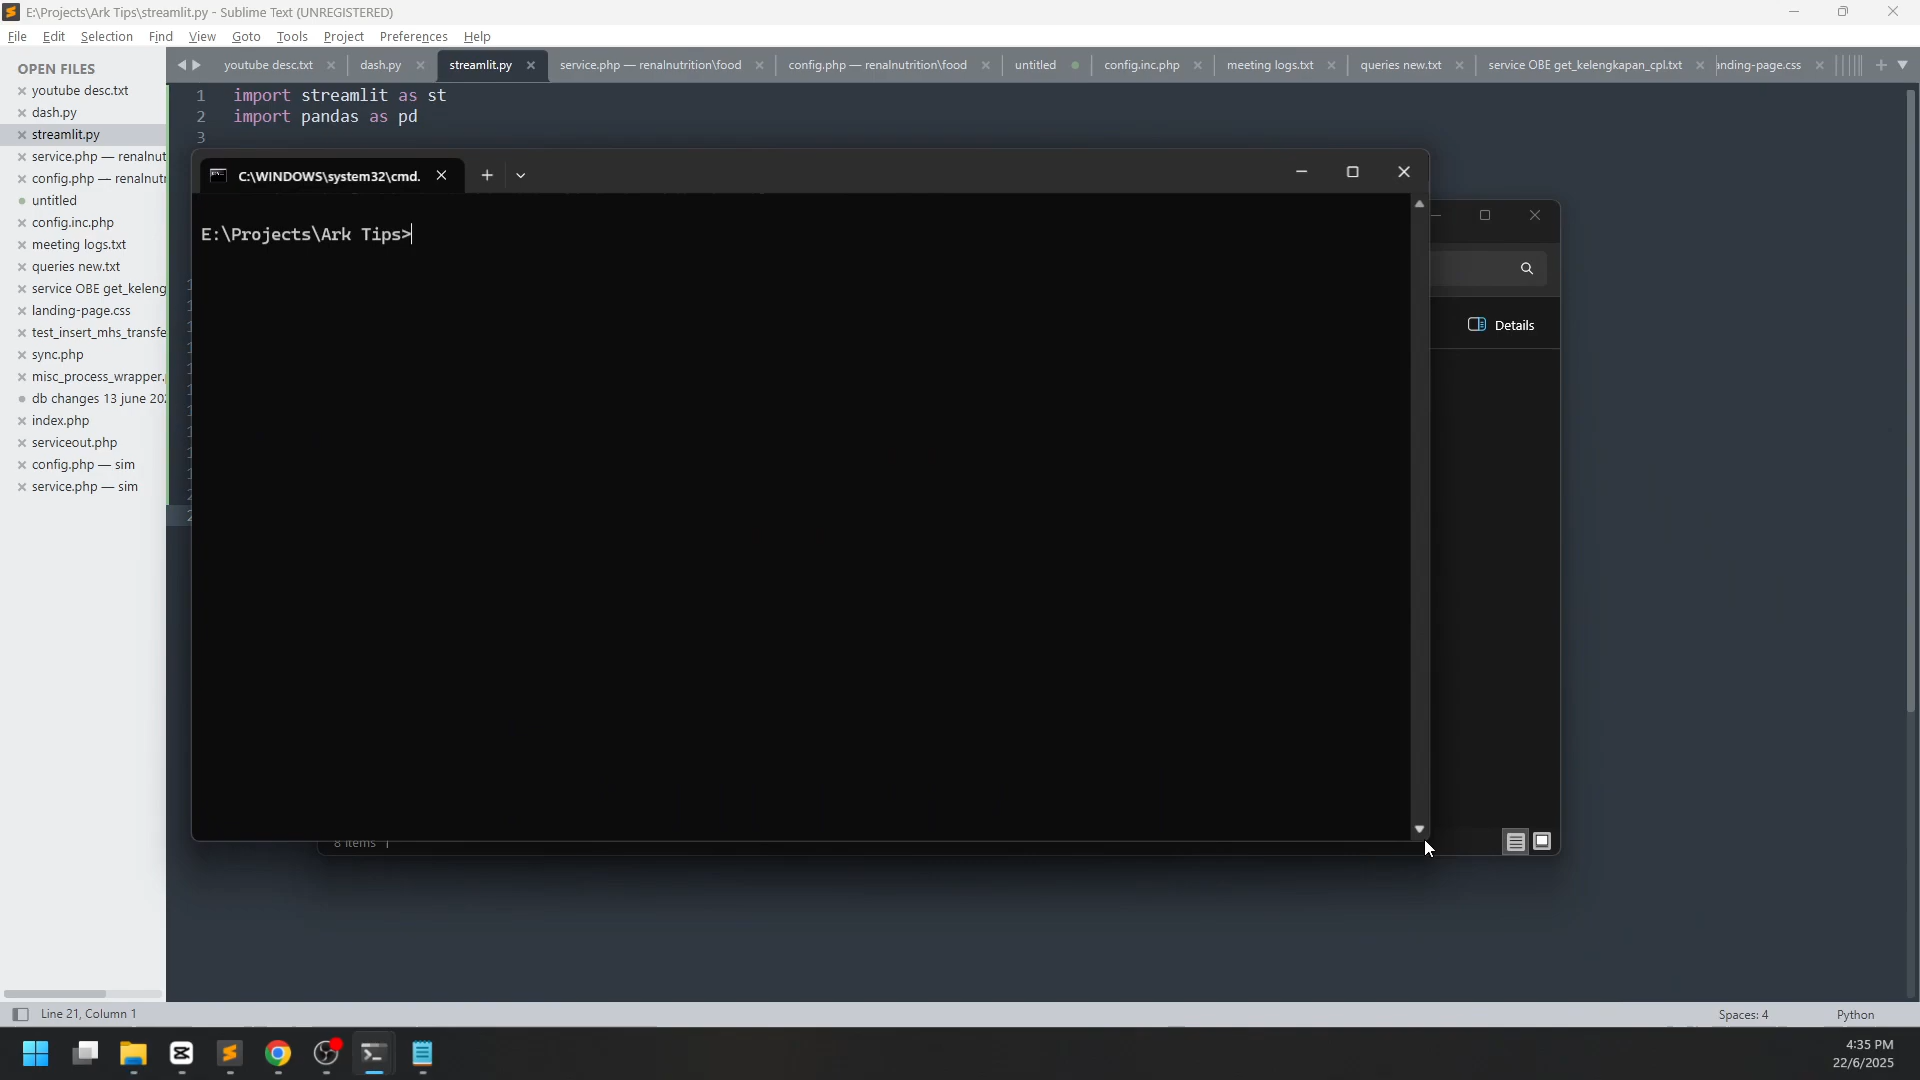 E:\Projects\Ark Tips\streamlit.py - Sublime Text (UNREGISTERED)
File Edit Selection Find View Goto Tools Project Preferences Help
OPEN FILES
youtube desc.txt
dash.py
streamlit.py
service.php — renalnut
config.php — renalnutr
untitled
config.inc.php
meeting logs.txt
queries new.txt
service OBE get_keleng
landing-page.css
test_insert_mhs_transfe
sync.php
misc_process_wrapper.
db changes 13 june 20
index.php
serviceout.php
config.php — sim
service.php — sim
youtube desc.txt dash.py streamlit.py service.php — renalnutrition\food config.php — renalnutrition\food untitled config.inc.php meeting logs.txt queries new.txt service OBE get_kelengkapan_cpl.txt nding-page.css
1 import streamlit as st
2 import pandas as pd
3
C:\WINDOWS\system32\cmd.
E:\Projects\Ark Tips>
Details
8 items
Line 21, Column 1
Spaces: 4
Python
4:35 PM
22/6/2025